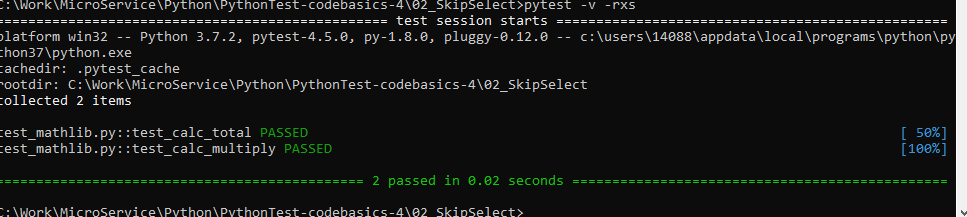 C:\Work\MicroService\Python\PythonTest-codebasics-4\02_SkipSelect>pytest -v -rxs
================================================= test session starts =================================================
platform win32 -- Python 3.7.2, pytest-4.5.0, py-1.8.0, pluggy-0.12.0 -- c:\users\14088\appdata\local\programs\python\py
thon37\python.exe
cachedir: .pytest_cache
rootdir: C:\Work\MicroService\Python\PythonTest-codebasics-4\02_SkipSelect
collected 2 items
test_mathlib.py::test_calc_total PASSED [ 50%]
test_mathlib.py::test_calc_multiply PASSED [100%]
============================================== 2 passed in 0.02 seconds ===============================================
C:\Work\MicroService\Python\PythonTest-codebasics-4\02_SkipSelect>